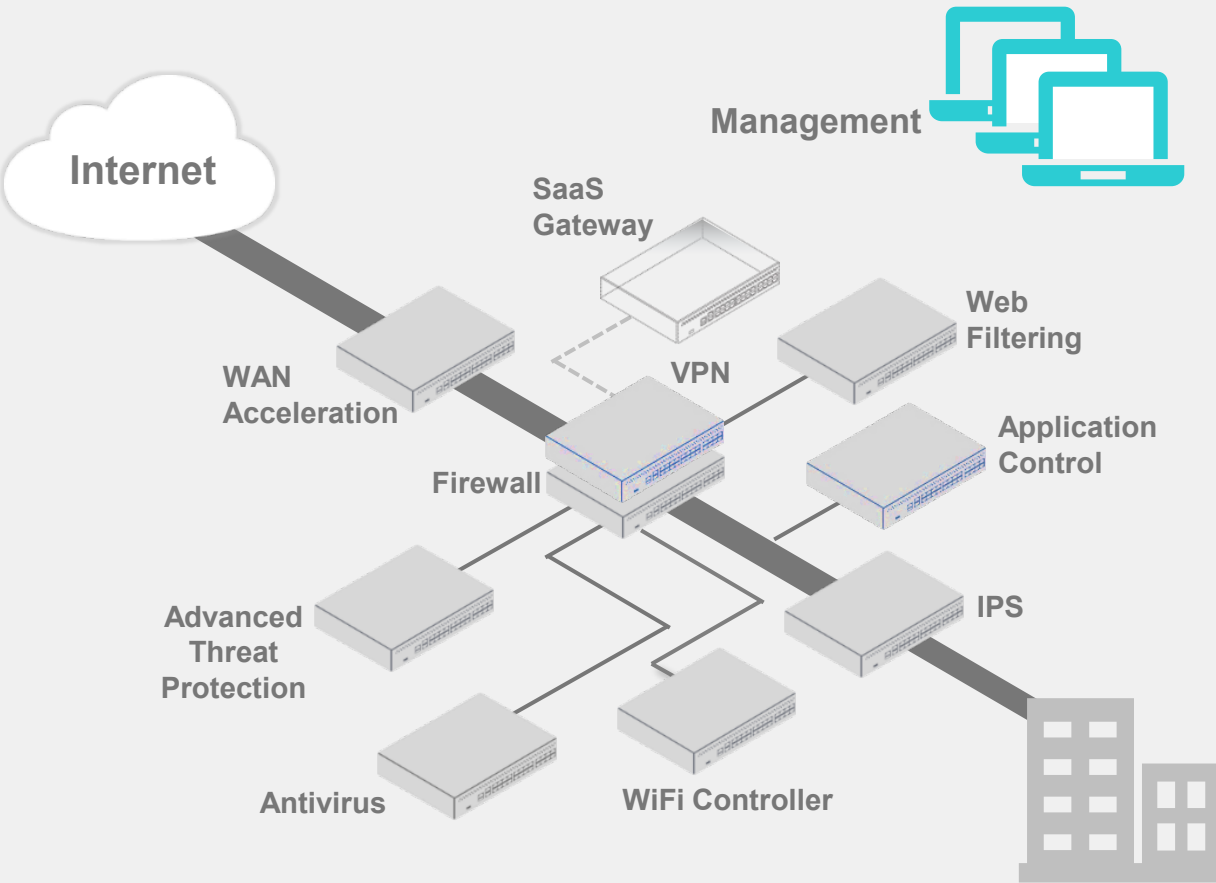 Management
Internet
SaaS
Gateway
Web
Filtering
WAN
Acceleration
VPN
Application
Control
Firewall
Advanced
Threat
Protection
IPS
Antivirus
WiFi Controller